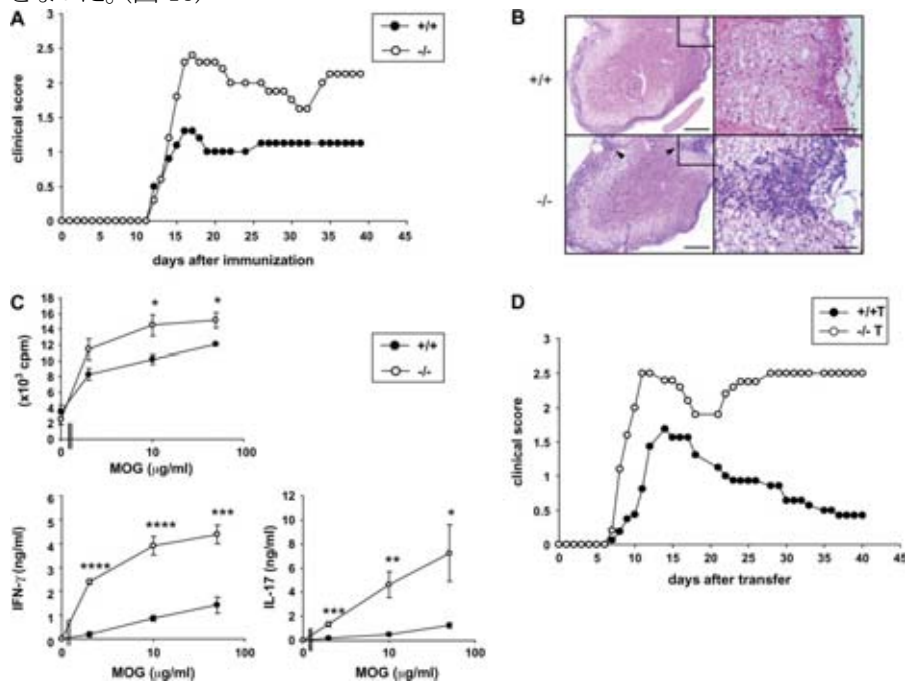 A
+/+
-/-
clinical score
3
2.5
2
1.5
1
0.5
0
0 5 10 15 20 25 30 35 40 45
days after immunization
B
+/+
-/-
C
+/+
-/-
(x10³ cpm)
18
16
14
12
10
8
6
4
2
0
* *
0 10 100
MOG (μg/ml)
IFN-γ (ng/ml)
6
5
4
3
2
1
0
**** **** ***
0 10 100
MOG (μg/ml)
IL-17 (ng/ml)
12
10
8
6
4
2
0
*** ** *
0 10 100
MOG (μg/ml)
D
+/+T
-/- T
clinical score
3
2.5
2
1.5
1
0.5
0
0 5 10 15 20 25 30 35 40 45
days after transfer